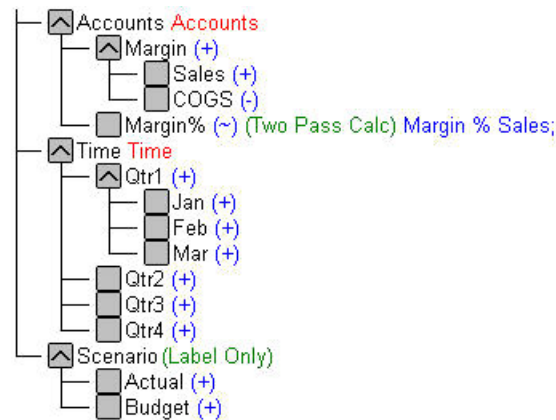 Accounts Accounts
Margin (+)
Sales (+)
COGS (-)
Margin% (~) (Two Pass Calc) Margin % Sales;
Time Time
Qtr1 (+)
Jan (+)
Feb (+)
Mar (+)
Qtr2 (+)
Qtr3 (+)
Qtr4 (+)
Scenario (Label Only)
Actual (+)
Budget (+)